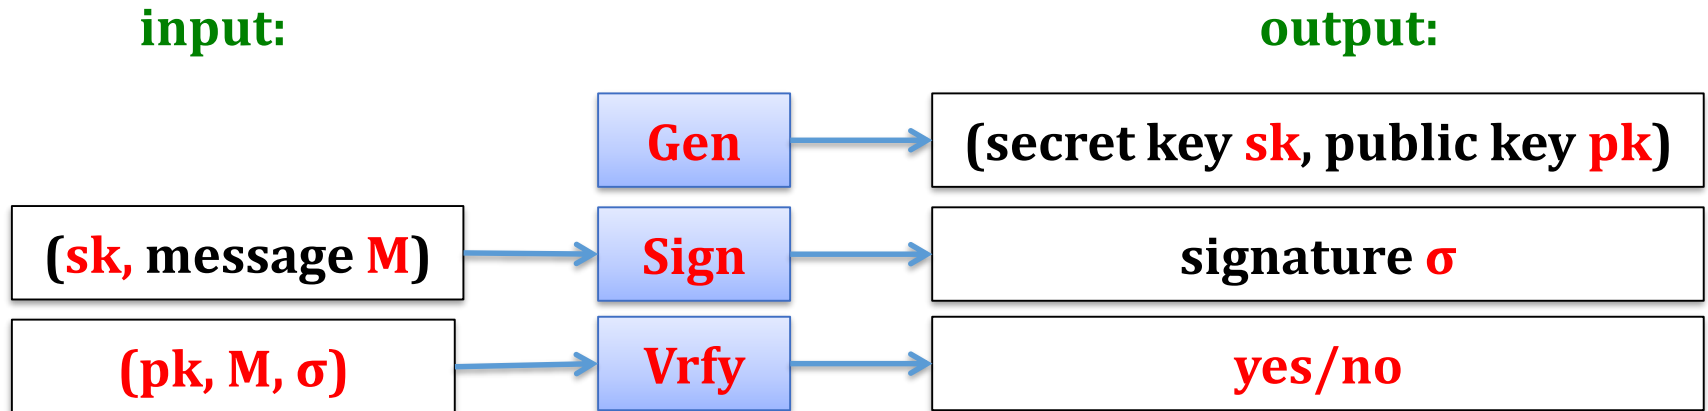 input: output:
Gen (secret key sk, public key pk)
(sk, message M) Sign signature σ
(pk, M, σ) Vrfy yes/no